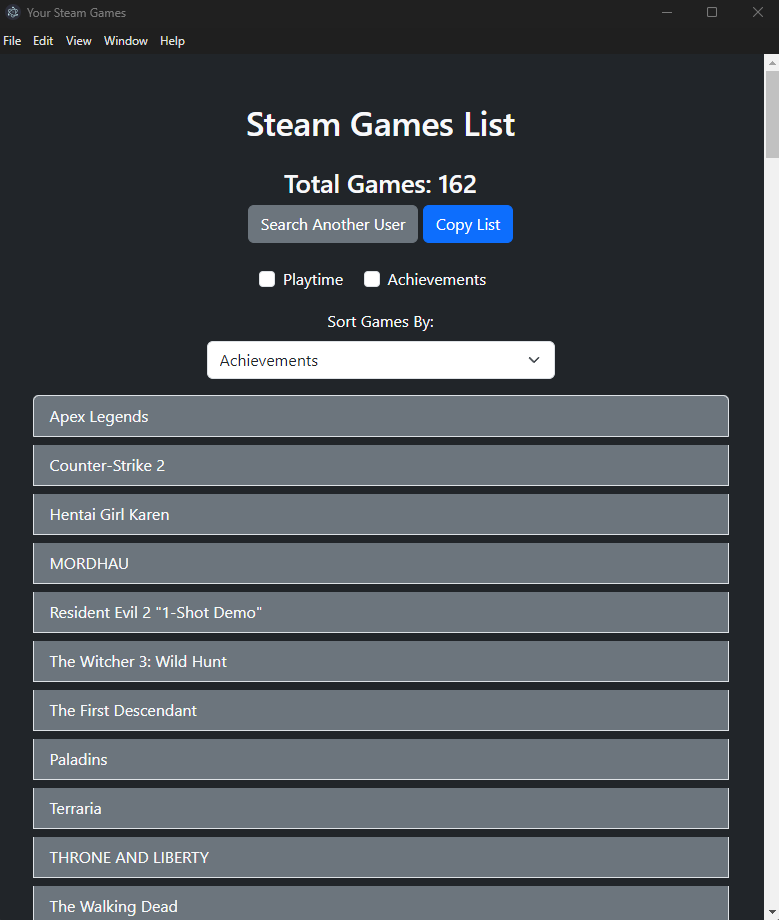 Your Steam Games
File Edit View Window Help
Steam Games List
Total Games: 162
Search Another User Copy List
Playtime Achievements
Sort Games By:
Achievements
Apex Legends
Counter-Strike 2
Hentai Girl Karen
MORDHAU
Resident Evil 2 "1-Shot Demo"
The Witcher 3: Wild Hunt
The First Descendant
Paladins
Terraria
THRONE AND LIBERTY
The Walking Dead